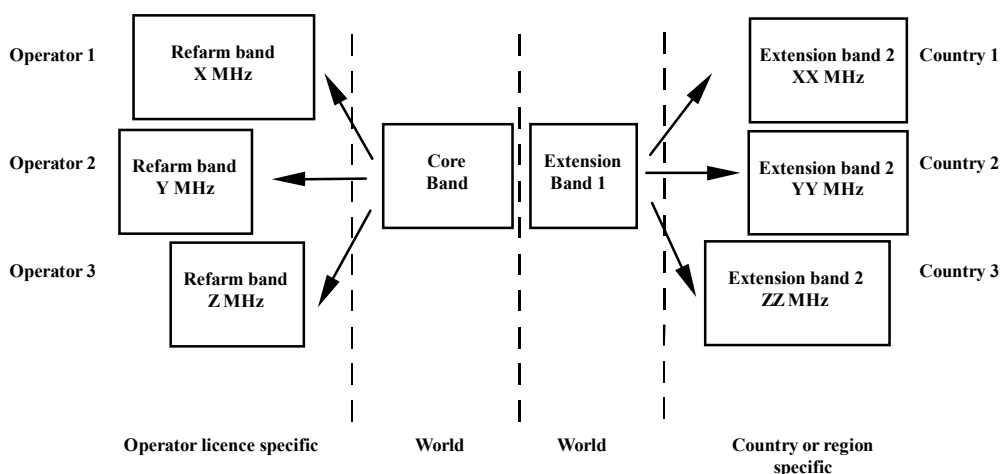 Operator 1
Refarm band
X MHz
Extension band 2
XX MHz
Country 1
Operator 2
Refarm band
Y MHz
Core
Band
Extension
Band 1
Extension band 2
YY MHz
Country 2
Operator 3
Refarm band
Z MHz
Extension band 2
ZZ MHz
Country 3
Operator licence specific
World
World
Country or region
specific